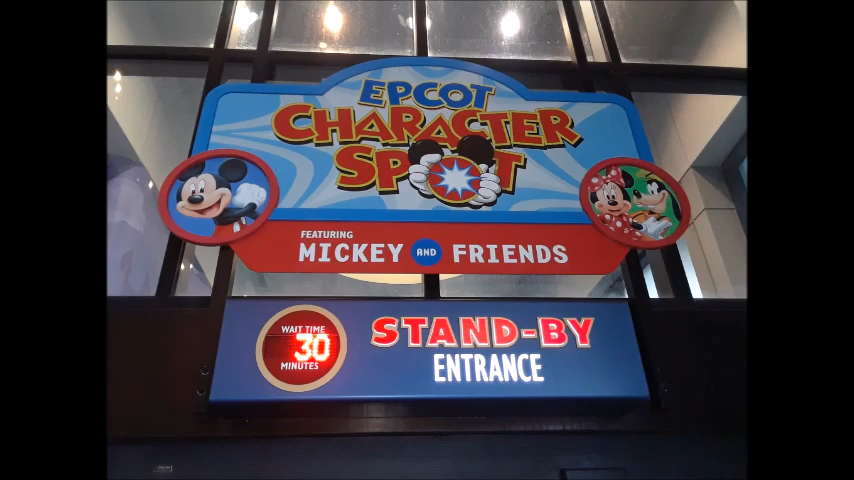 EPCOT
CHARACTER
SPOT
FEATURING
MICKEY AND FRIENDS
WAIT TIME
30
MINUTES
STAND-BY
ENTRANCE